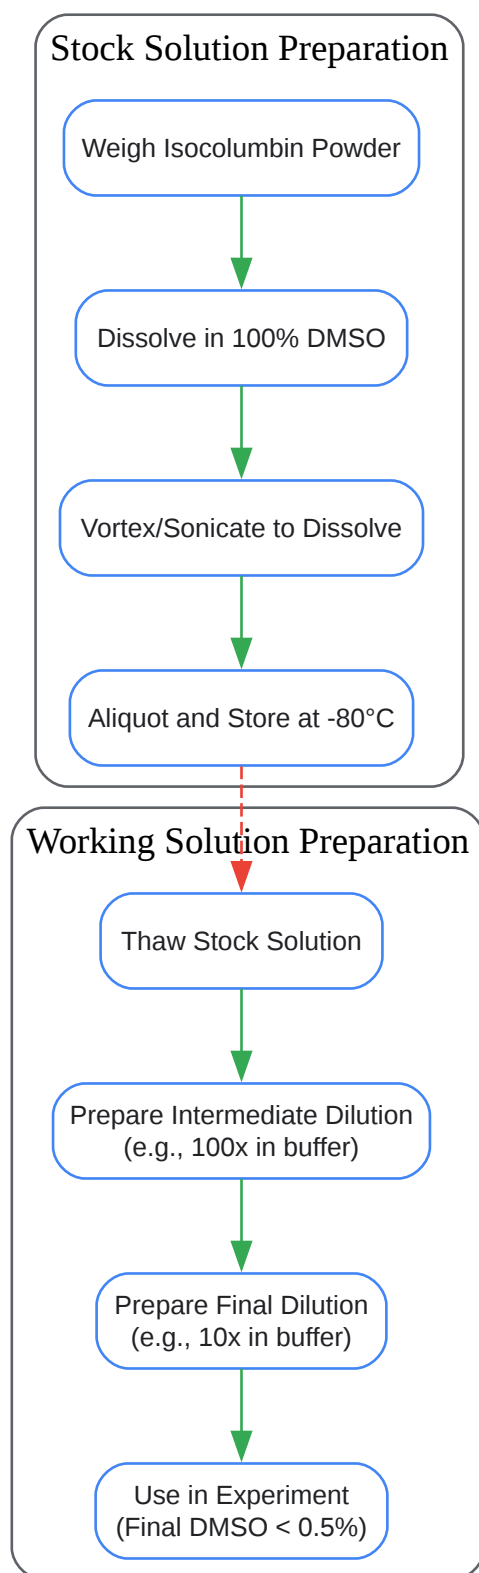 Stock Solution Preparation
Weigh Isocolumbin Powder
Dissolve in 100% DMSO
Vortex/Sonicate to Dissolve
Aliquot and Store at -80°C
Working Solution Preparation
Thaw Stock Solution
Prepare Intermediate Dilution
(e.g., 100x in buffer)
Prepare Final Dilution
(e.g., 10x in buffer)
Use in Experiment
(Final DMSO < 0.5%)